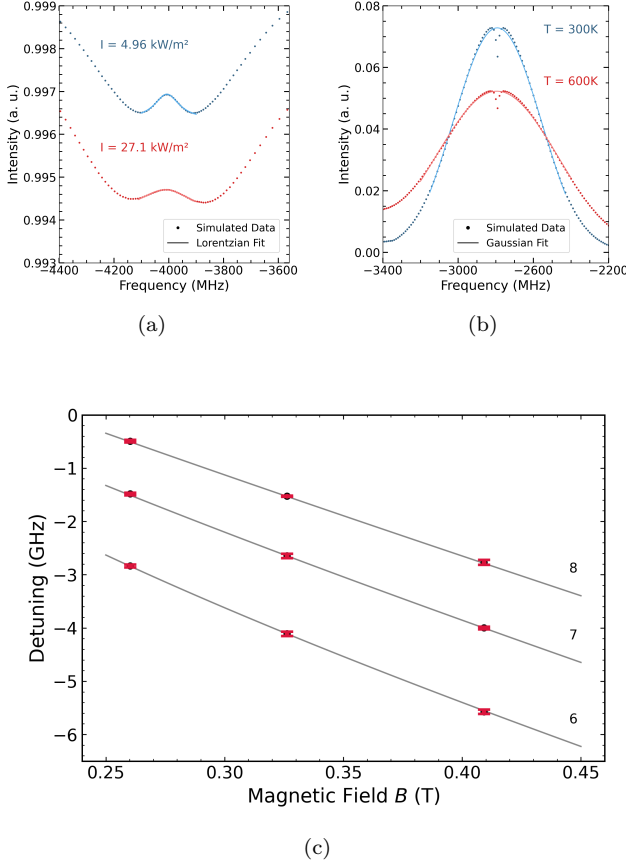 0.999
0.998
0.997
0.996
0.995
0.994
0.993
Intensity (a. u.)
I = 4.96 kW/m²
I = 27.1 kW/m²
Simulated Data
Lorentzian Fit
−4400 −4200 −4000 −3800 −3600
Frequency (MHz)
(a)
0.08
0.06
0.04
0.02
0.00
Intensity (a. u.)
T = 300K
T = 600K
Simulated Data
Gaussian Fit
−3400 −3000 −2600 −2200
Frequency (MHz)
(b)
0
−1
−2
−3
−4
−5
−6
Detuning (GHz)
8
7
6
0.25 0.30 0.35 0.40 0.45
Magnetic Field B (T)
(c)